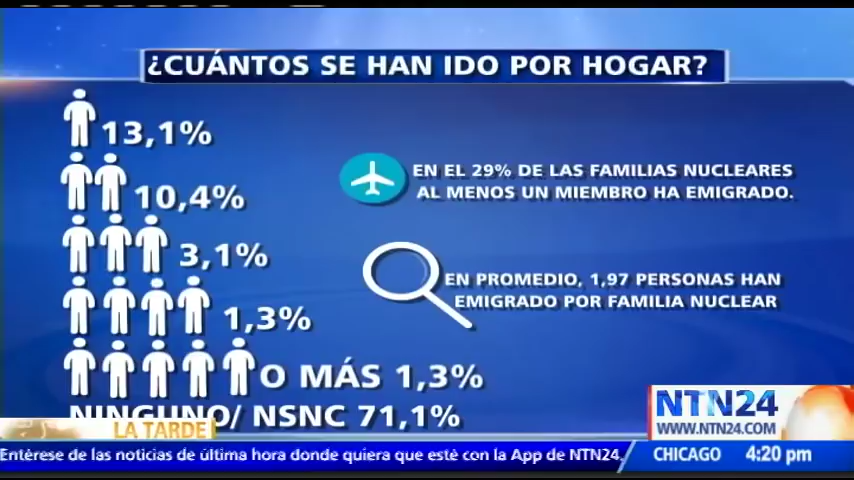 ¿CUÁNTOS SE HAN IDO POR HOGAR?
13,1%
10,4%
3,1%
1,3%
O MÁS 1,3%
NINGUNO/ NSNC 71,1%
EN EL 29% DE LAS FAMILIAS NUCLEARES
AL MENOS UN MIEMBRO HA EMIGRADO.
EN PROMEDIO, 1,97 PERSONAS HAN
EMIGRADO POR FAMILIA NUCLEAR
LA TARDE
NTN24
WWW.NTN24.COM
Entérese de las noticias de última hora donde quiera que esté con la App de NTN24.
CHICAGO 4:20 pm